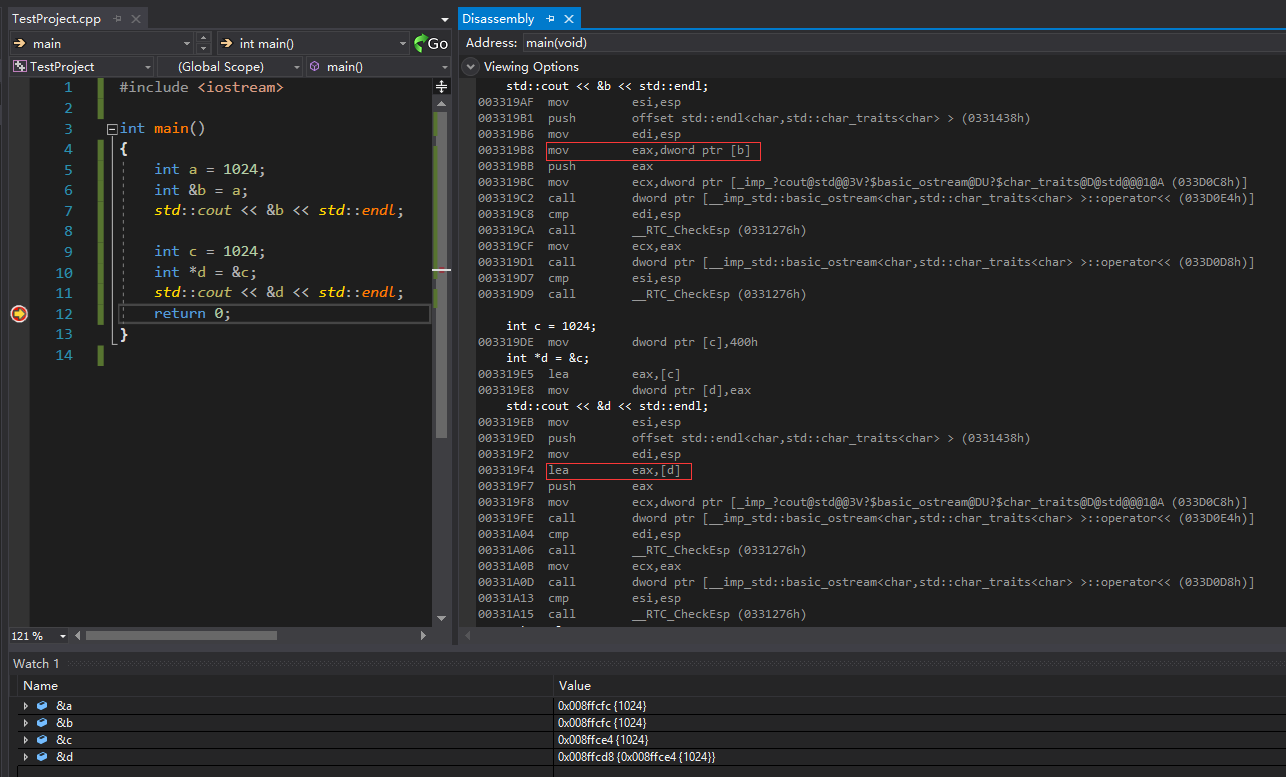 TestProject.cpp
main
int main()
Go
TestProject
(Global Scope)
main()
1 #include <iostream>
2
3 int main()
4 {
5 int a = 1024;
6 int &b = a;
7 std::cout << &b << std::endl;
8
9 int c = 1024;
10 int *d = &c;
11 std::cout << &d << std::endl;
12 return 0;
13 }
14
121 %
Disassembly
Address: main(void)
Viewing Options
std::cout << &b << std::endl;
003319AF mov esi,esp
003319B1 push offset std::endl<char,std::char_traits<char> > (0331438h)
003319B6 mov edi,esp
003319B8 mov eax,dword ptr [b]
003319BB push eax
003319BC mov ecx,dword ptr [_imp_?cout@std@@3V?$basic_ostream@DU?$char_traits@D@std@@@1@A (033D0C8h)]
003319C2 call dword ptr [__imp_std::basic_ostream<char,std::char_traits<char> >::operator<< (033D0E4h)]
003319C8 cmp edi,esp
003319CA call __RTC_CheckEsp (0331276h)
003319CF mov ecx,eax
003319D1 call dword ptr [__imp_std::basic_ostream<char,std::char_traits<char> >::operator<< (033D0D8h)]
003319D7 cmp esi,esp
003319D9 call __RTC_CheckEsp (0331276h)
int c = 1024;
003319DE mov dword ptr [c],400h
int *d = &c;
003319E5 lea eax,[c]
003319E8 mov dword ptr [d],eax
std::cout << &d << std::endl;
003319EB mov esi,esp
003319ED push offset std::endl<char,std::char_traits<char> > (0331438h)
003319F2 mov edi,esp
003319F4 lea eax,[d]
003319F7 push eax
003319F8 mov ecx,dword ptr [_imp_?cout@std@@3V?$basic_ostream@DU?$char_traits@D@std@@@1@A (033D0C8h)]
003319FE call dword ptr [__imp_std::basic_ostream<char,std::char_traits<char> >::operator<< (033D0E4h)]
00331A04 cmp edi,esp
00331A06 call __RTC_CheckEsp (0331276h)
00331A0B mov ecx,eax
00331A0D call dword ptr [__imp_std::basic_ostream<char,std::char_traits<char> >::operator<< (033D0D8h)]
00331A13 cmp esi,esp
00331A15 call __RTC_CheckEsp (0331276h)
Watch 1
Name Value
&a 0x008ffcfc {1024}
&b 0x008ffcfc {1024}
&c 0x008ffce4 {1024}
&d 0x008ffcd8 {0x008ffce4 {1024}}